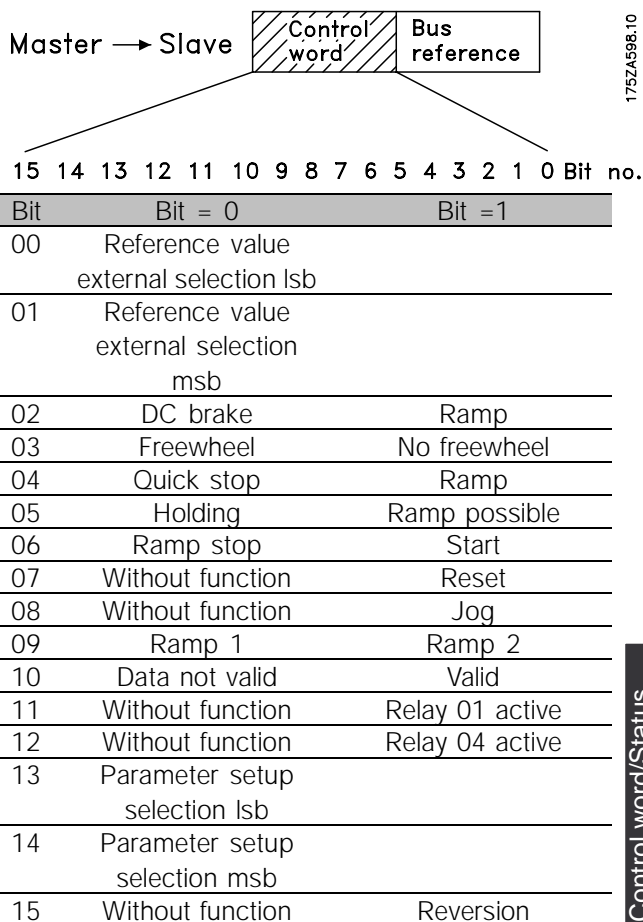 Control Bus
Master → Slave word reference
175ZA598.10
15 14 13 12 11 10 9 8 7 6 5 4 3 2 1 0 Bit no.
Bit Bit = 0 Bit =1
00 Reference value
external selection lsb
01 Reference value
external selection
msb
02 DC brake Ramp
03 Freewheel No freewheel
04 Quick stop Ramp
05 Holding Ramp possible
06 Ramp stop Start
07 Without function Reset
08 Without function Jog
09 Ramp 1 Ramp 2
10 Data not valid Valid
11 Without function Relay 01 active
12 Without function Relay 04 active
13 Parameter setup
selection lsb
14 Parameter setup
selection msb
15 Without function Reversion
Control word/Status